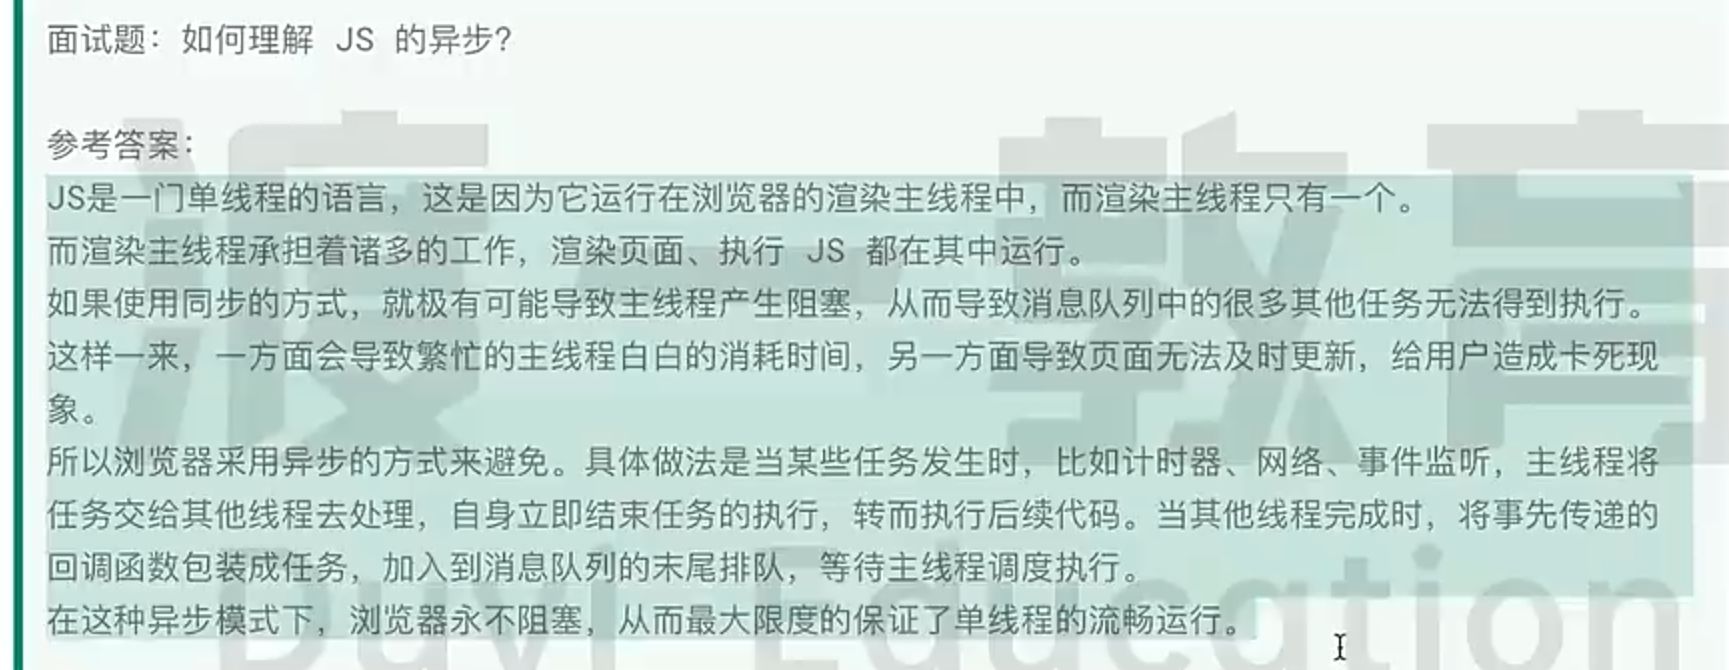 面试题：如何理解 JS 的异步？
参考答案：
JS是一门单线程的语言，这是因为它运行在浏览器的渲染主线程中，而渲染主线程只有一个。
而渲染主线程承担着诸多的工作，渲染页面、执行 JS 都在其中运行。
如果使用同步的方式，就极有可能导致主线程产生阻塞，从而导致消息队列中的很多其他任务无法得到执行。
这样一来，一方面会导致繁忙的主线程白白的消耗时间，另一方面导致页面无法及时更新，给用户造成卡死现
象。
所以浏览器采用异步的方式来避免。具体做法是当某些任务发生时，比如计时器、网络、事件监听，主线程将
任务交给其他线程去处理，自身立即结束任务的执行，转而执行后续代码。当其他线程完成时，将事先传递的
回调函数包装成任务，加入到消息队列的末尾排队，等待主线程调度执行。
在这种异步模式下，浏览器永不阻塞，从而最大限度的保证了单线程的流畅运行。
渡一教育
Duyi Education